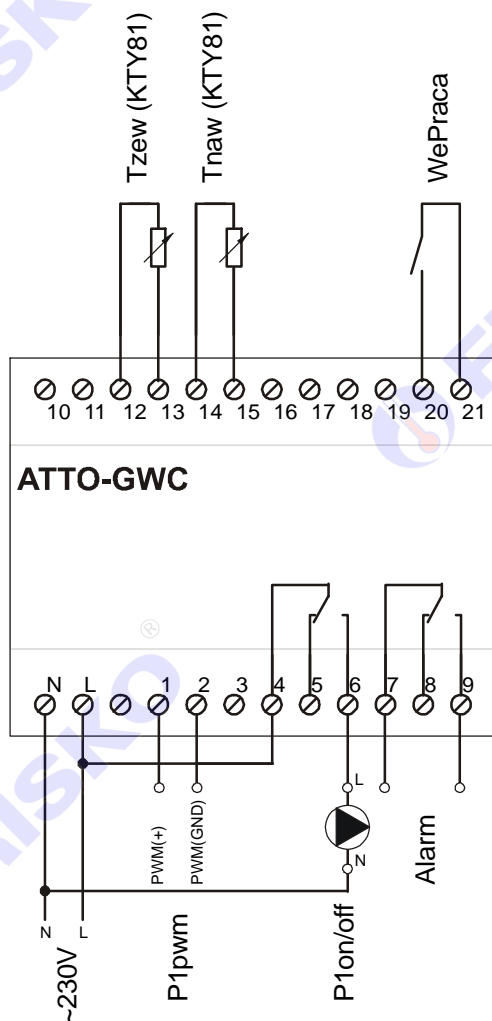 Tzew (KTY81)
Tnaw (KTY81)
WePraca
10 11 12 13 14 15 16 17 18 19 20 21
ATTO-GWC
®
N L 1 2 3 4 5 6 7 8 9
PWM(+)
PWM(GND)
L
N
N
L
~230V
P1pwm
P1on/off
Alarm